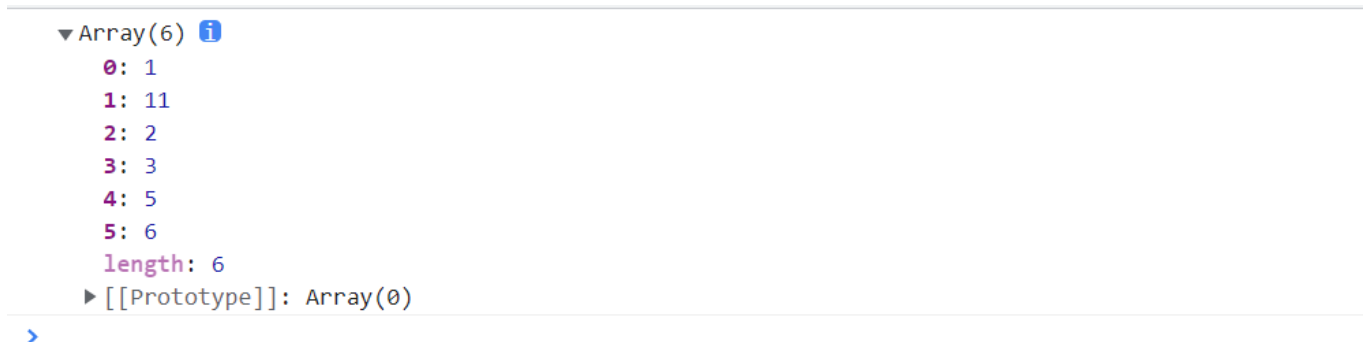 ▼Array(6) i
0: 1
1: 11
2: 2
3: 3
4: 5
5: 6
length: 6
▶[[Prototype]]: Array(0)
>